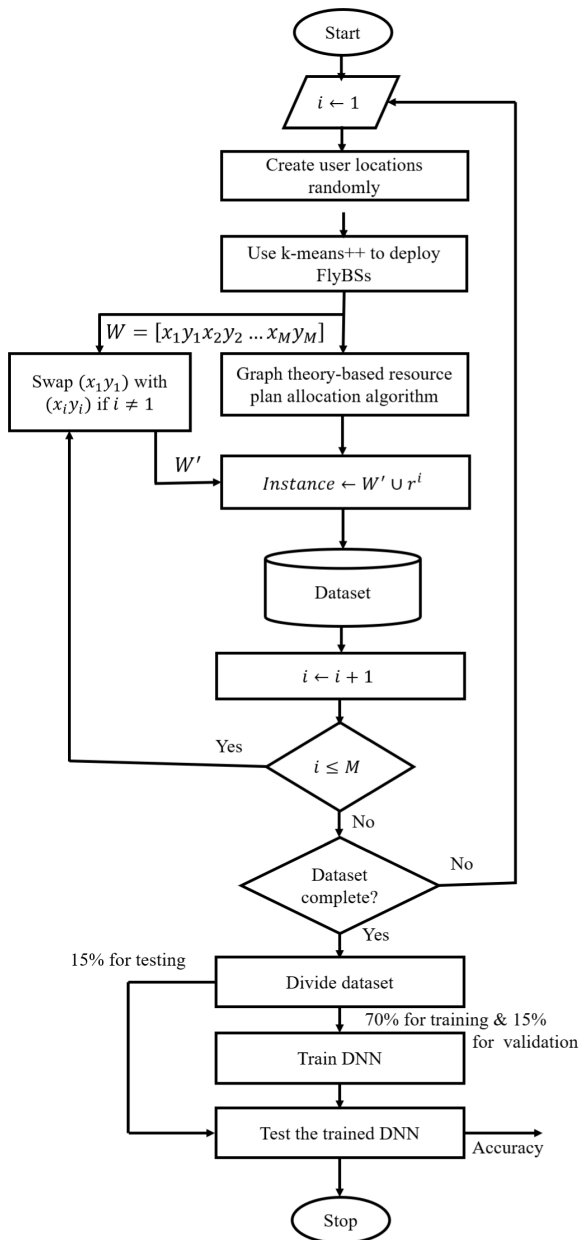 Start
i ← 1
Create user locations
randomly
Use k-means++ to deploy
FlyBSs
W = [x₁y₁x₂y₂ … x_My_M]
Swap (x₁y₁) with
(xᵢyᵢ) if i ≠ 1
Graph theory-based resource
plan allocation algorithm
W′
Instance ← W′ ∪ rⁱ
Dataset
i ← i + 1
Yes
i ≤ M
No
Dataset
complete?
No
Yes
15% for testing
Divide dataset
70% for training & 15%
for validation
Train DNN
Test the trained DNN
Accuracy
Stop